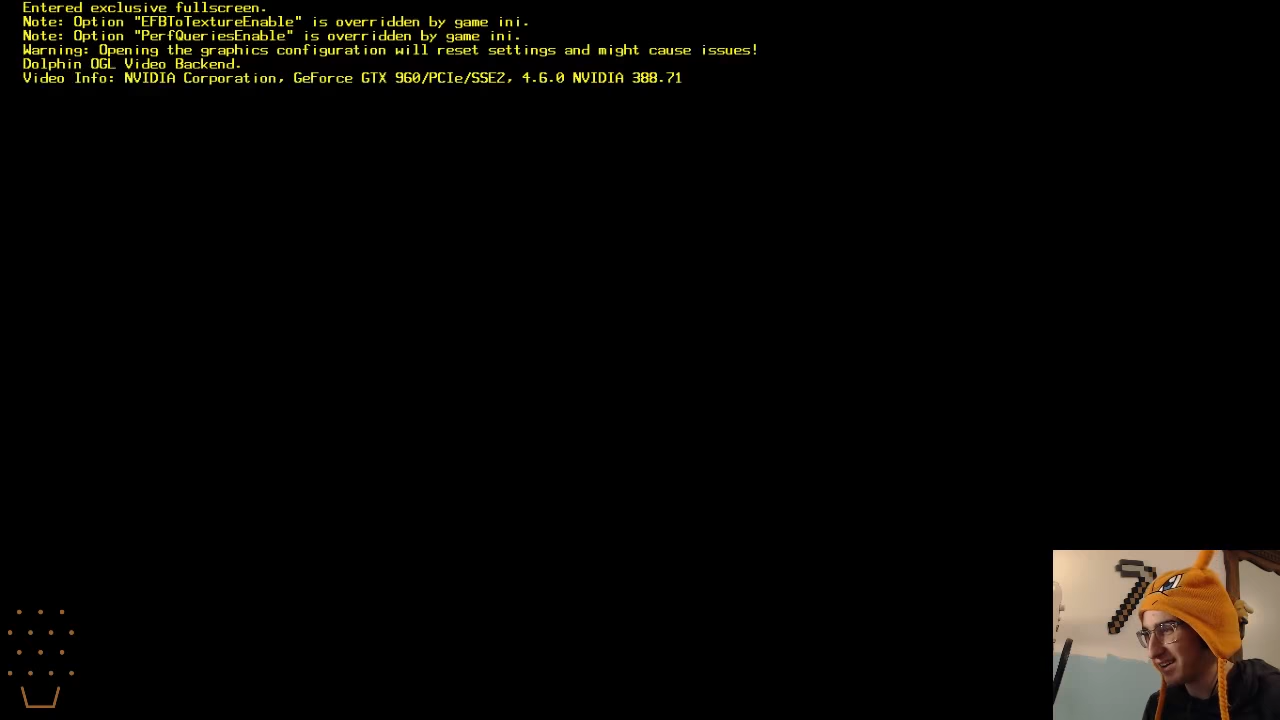 Entered exclusive fullscreen.
Note: Option "EFBToTextureEnable" is overridden by game ini.
Note: Option "PerfQueriesEnable" is overridden by game ini.
Warning: Opening the graphics configuration will reset settings and might cause issues!
Dolphin OGL Video Backend.
Video Info: NVIDIA Corporation, GeForce GTX 960/PCIe/SSE2, 4.6.0 NVIDIA 388.71